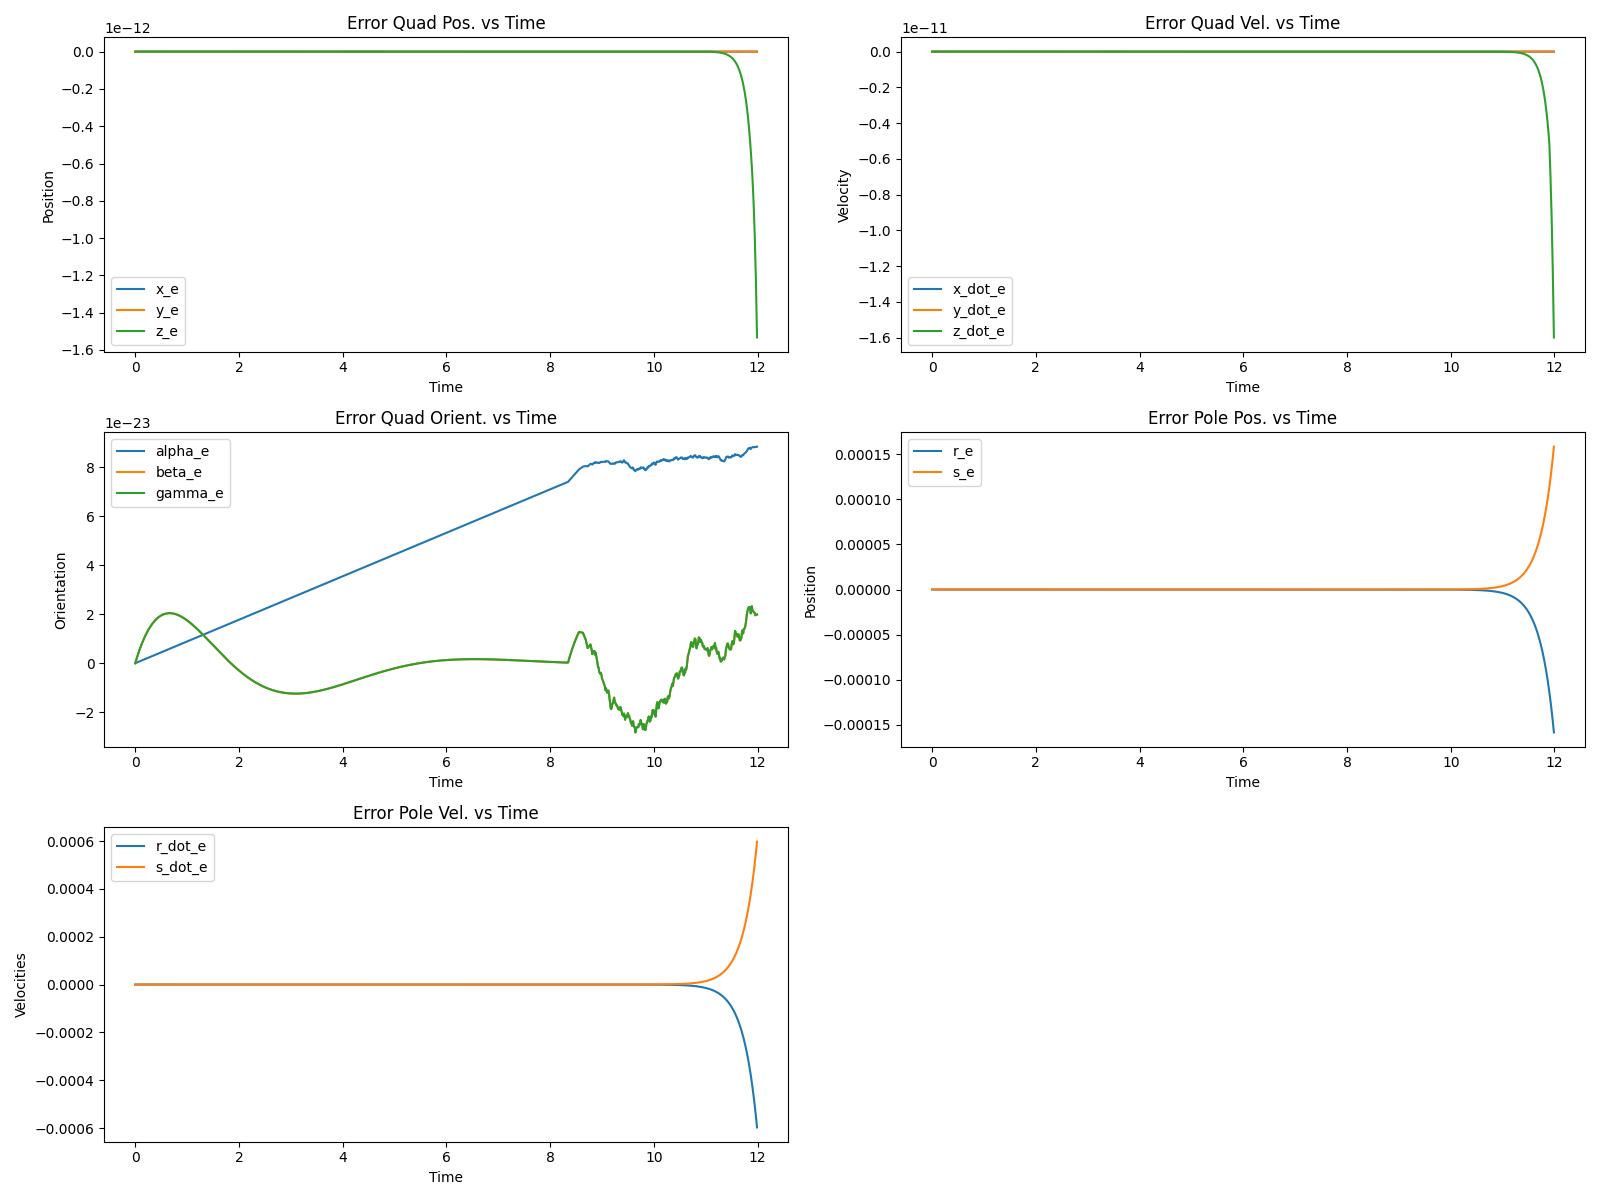 Error Quad Pos. vs Time
1e−12
0.0
−0.2
−0.4
−0.6
−0.8
−1.0
−1.2
−1.4
−1.6
Position
x_e
y_e
z_e
0 2 4 6 8 10 12
Time
Error Quad Vel. vs Time
1e−11
0.0
−0.2
−0.4
−0.6
−0.8
−1.0
−1.2
−1.4
−1.6
Velocity
x_dot_e
y_dot_e
z_dot_e
0 2 4 6 8 10 12
Time
Error Quad Orient. vs Time
1e−23
8
6
4
2
0
−2
Orientation
alpha_e
beta_e
gamma_e
0 2 4 6 8 10 12
Time
Error Pole Pos. vs Time
0.00015
0.00010
0.00005
0.00000
−0.00005
−0.00010
−0.00015
Position
r_e
s_e
0 2 4 6 8 10 12
Time
Error Pole Vel. vs Time
0.0006
0.0004
0.0002
0.0000
−0.0002
−0.0004
−0.0006
Velocities
r_dot_e
s_dot_e
0 2 4 6 8 10 12
Time